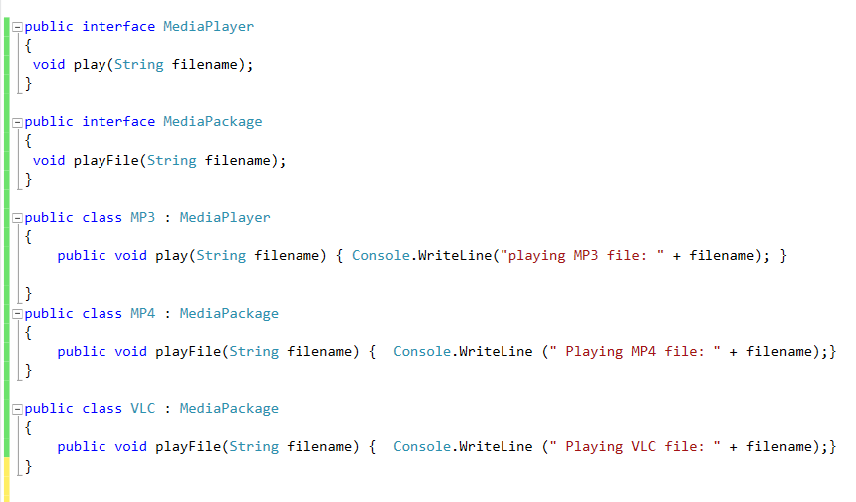 public interface MediaPlayer
{
void play(String filename);
}
public interface MediaPackage
{
void playFile(String filename);
}
public class MP3 : MediaPlayer
{
public void play(String filename) { Console.WriteLine("playing MP3 file: " + filename); }
}
public class MP4 : MediaPackage
{
public void playFile(String filename) {  Console.WriteLine (" Playing MP4 file: " + filename);}
}
public class VLC : MediaPackage
{
public void playFile(String filename) {  Console.WriteLine (" Playing VLC file: " + filename);}
}